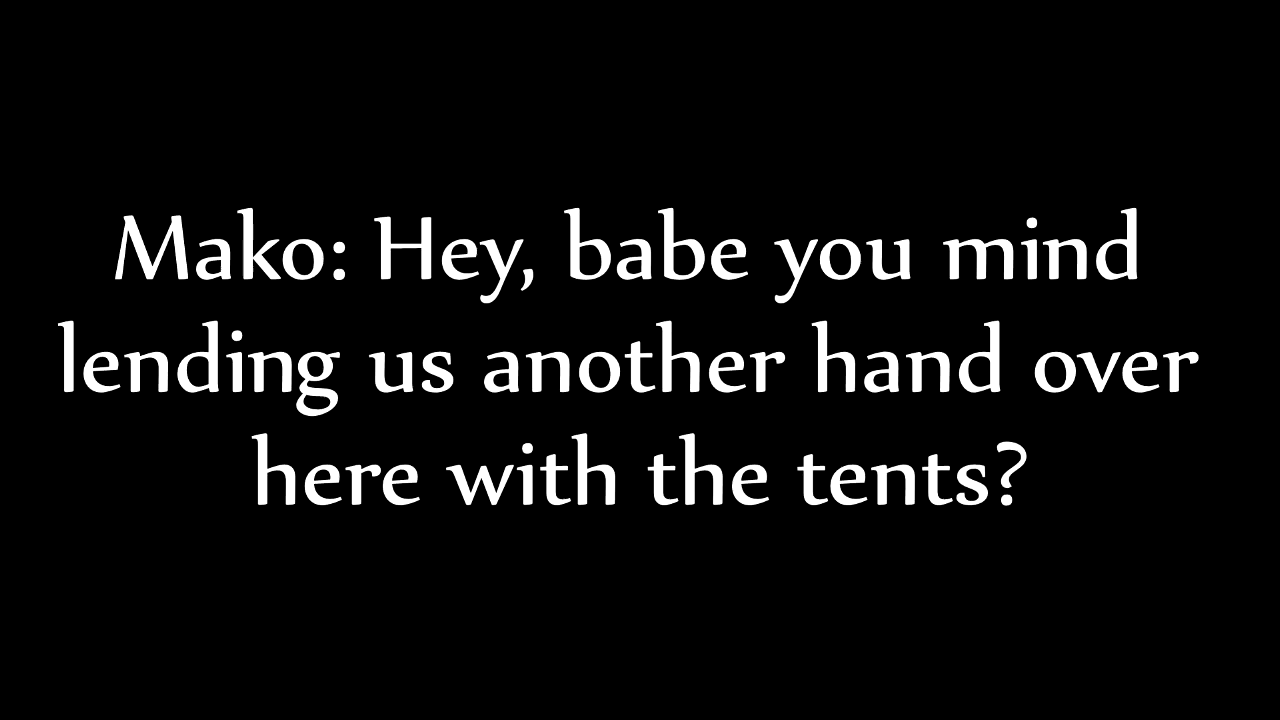 Mako: Hey, babe you mind
lending us another hand over
here with the tents?